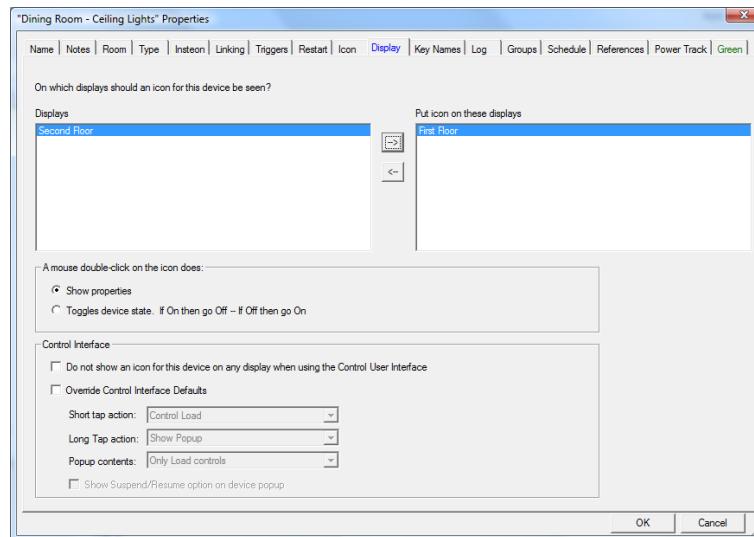 "Dining Room - Ceiling Lights" Properties
Name Notes Room Type Insteon Linking Triggers Restart Icon Display Key Names Log Groups Schedule References Power Track Green
On which displays should an icon for this device be seen?
Displays Put icon on these displays
Second Floor First Floor
-->
<--
A mouse double-click on the icon does:
Show properties
Toggles device state. If On then go Off -- If Off then go On
Control Interface
Do not show an icon for this device on any display when using the Control User Interface
Override Control Interface Defaults
Short tap action: Control Load
Long Tap action: Show Popup
Popup contents: Only Load controls
Show Suspend/Resume option on device popup
OK Cancel